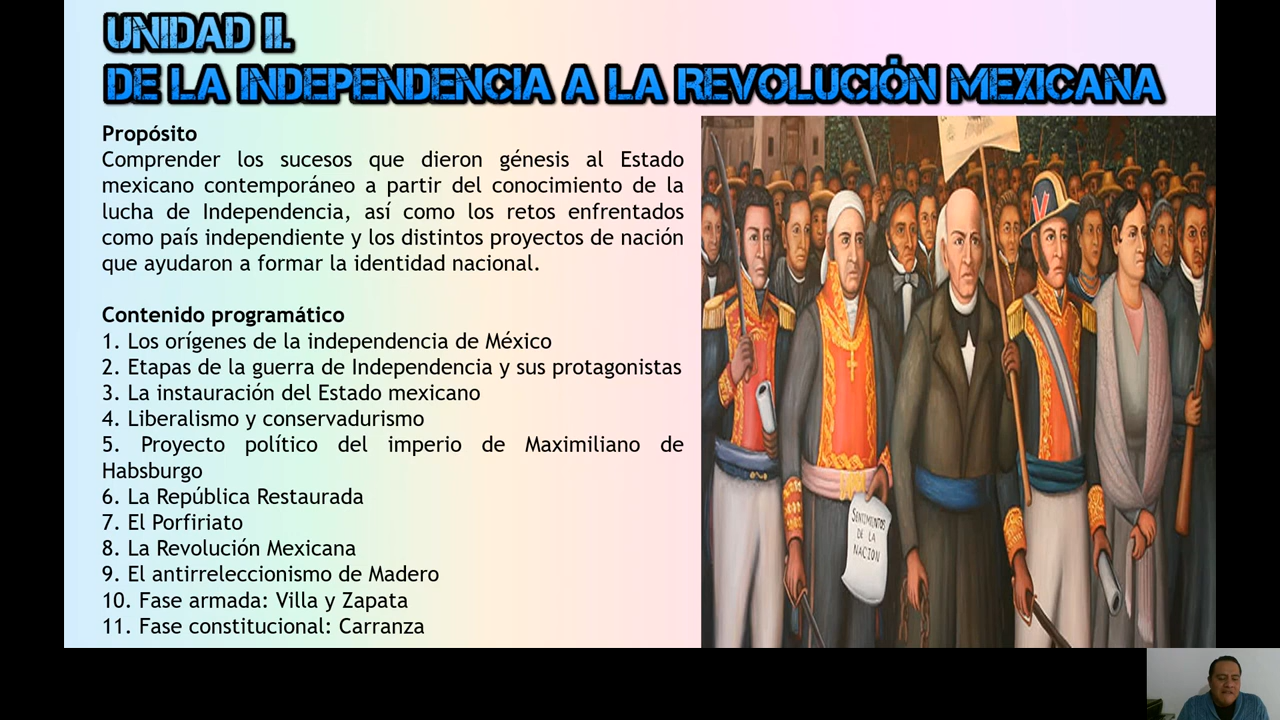 UNIDAD II.
DE LA INDEPENDENCIA A LA REVOLUCIÓN MEXICANA
Propósito
Comprender los sucesos que dieron génesis al Estado
mexicano contemporáneo a partir del conocimiento de la
lucha de Independencia, así como los retos enfrentados
como país independiente y los distintos proyectos de nación
que ayudaron a formar la identidad nacional.
Contenido programático
1. Los orígenes de la independencia de México
2. Etapas de la guerra de Independencia y sus protagonistas
3. La instauración del Estado mexicano
4. Liberalismo y conservadurismo
5. Proyecto político del imperio de Maximiliano de
Habsburgo
6. La República Restaurada
7. El Porfiriato
8. La Revolución Mexicana
9. El antirreleccionismo de Madero
10. Fase armada: Villa y Zapata
11. Fase constitucional: Carranza
SENTIMIENTOS
DE LA
NACION